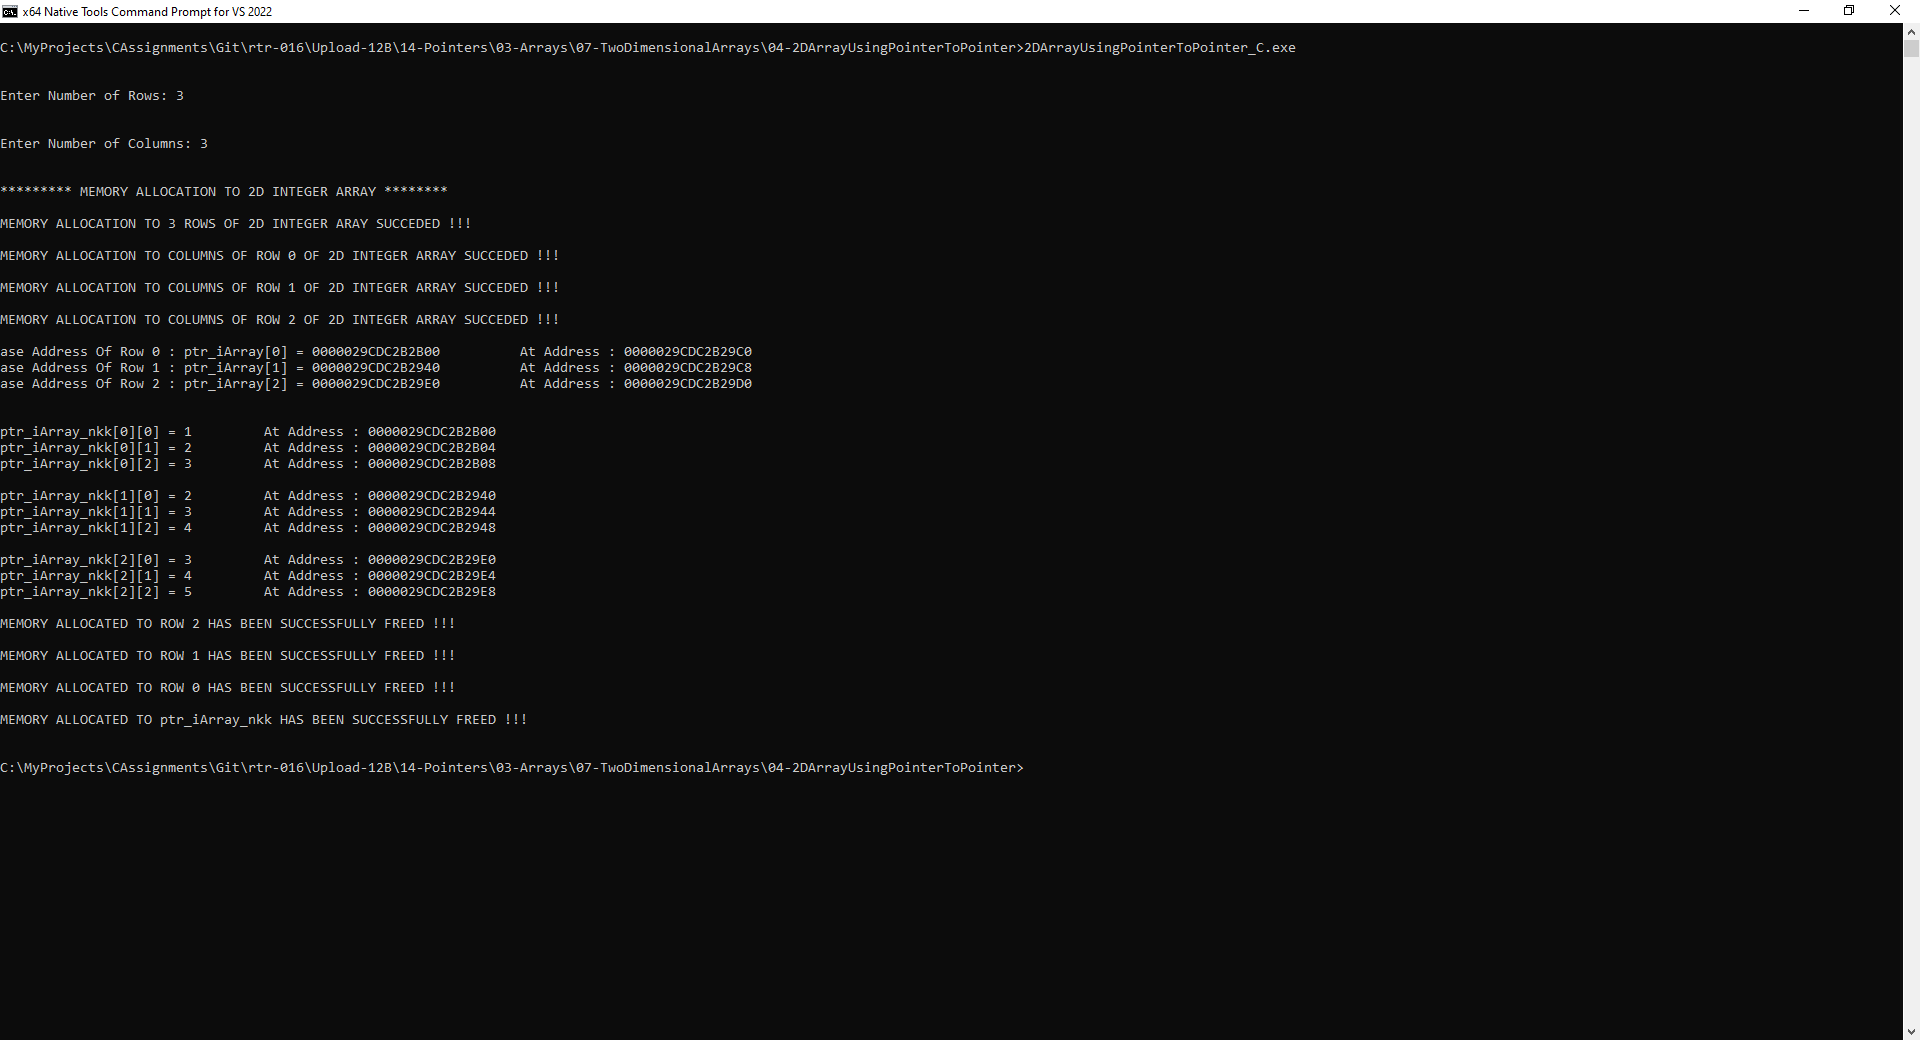 x64 Native Tools Command Prompt for VS 2022
C:\MyProjects\CAssignments\Git\rtr-016\Upload-12B\14-Pointers\03-Arrays\07-TwoDimensionalArrays\04-2DArrayUsingPointerToPointer>2DArrayUsingPointerToPointer_C.exe
Enter Number of Rows: 3
Enter Number of Columns: 3
********* MEMORY ALLOCATION TO 2D INTEGER ARRAY ********
MEMORY ALLOCATION TO 3 ROWS OF 2D INTEGER ARAY SUCCEDED !!!
MEMORY ALLOCATION TO COLUMNS OF ROW 0 OF 2D INTEGER ARRAY SUCCEDED !!!
MEMORY ALLOCATION TO COLUMNS OF ROW 1 OF 2D INTEGER ARRAY SUCCEDED !!!
MEMORY ALLOCATION TO COLUMNS OF ROW 2 OF 2D INTEGER ARRAY SUCCEDED !!!
ase Address Of Row 0 : ptr_iArray[0] = 0000029CDC2B2B00          At Address : 0000029CDC2B29C0
ase Address Of Row 1 : ptr_iArray[1] = 0000029CDC2B2940          At Address : 0000029CDC2B29C8
ase Address Of Row 2 : ptr_iArray[2] = 0000029CDC2B29E0          At Address : 0000029CDC2B29D0
ptr_iArray_nkk[0][0] = 1         At Address : 0000029CDC2B2B00
ptr_iArray_nkk[0][1] = 2         At Address : 0000029CDC2B2B04
ptr_iArray_nkk[0][2] = 3         At Address : 0000029CDC2B2B08
ptr_iArray_nkk[1][0] = 2         At Address : 0000029CDC2B2940
ptr_iArray_nkk[1][1] = 3         At Address : 0000029CDC2B2944
ptr_iArray_nkk[1][2] = 4         At Address : 0000029CDC2B2948
ptr_iArray_nkk[2][0] = 3         At Address : 0000029CDC2B29E0
ptr_iArray_nkk[2][1] = 4         At Address : 0000029CDC2B29E4
ptr_iArray_nkk[2][2] = 5         At Address : 0000029CDC2B29E8
MEMORY ALLOCATED TO ROW 2 HAS BEEN SUCCESSFULLY FREED !!!
MEMORY ALLOCATED TO ROW 1 HAS BEEN SUCCESSFULLY FREED !!!
MEMORY ALLOCATED TO ROW 0 HAS BEEN SUCCESSFULLY FREED !!!
MEMORY ALLOCATED TO ptr_iArray_nkk HAS BEEN SUCCESSFULLY FREED !!!
C:\MyProjects\CAssignments\Git\rtr-016\Upload-12B\14-Pointers\03-Arrays\07-TwoDimensionalArrays\04-2DArrayUsingPointerToPointer>